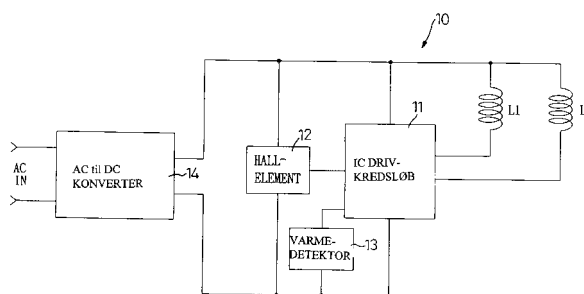 10
11
L1
L
12
HALL-
ELEMENT
IC DRIV-
KREDSLØB
AC
IN
AC til DC
KONVERTER
14
VARME-
DETEKTOR
13